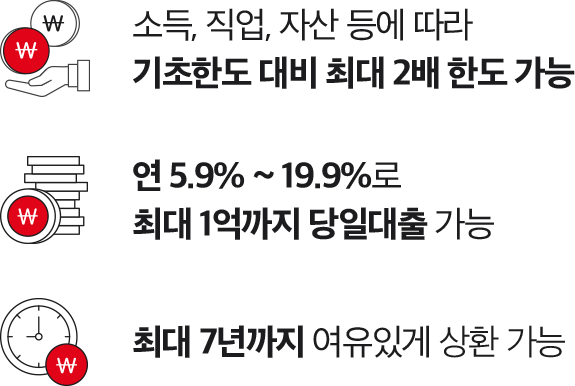 소득, 직업, 자산 등에 따라
기초한도 대비 최대 2배 한도 가능
연 5.9% ~ 19.9%로
최대 1억까지 당일대출 가능
최대 7년까지 여유있게 상환 가능